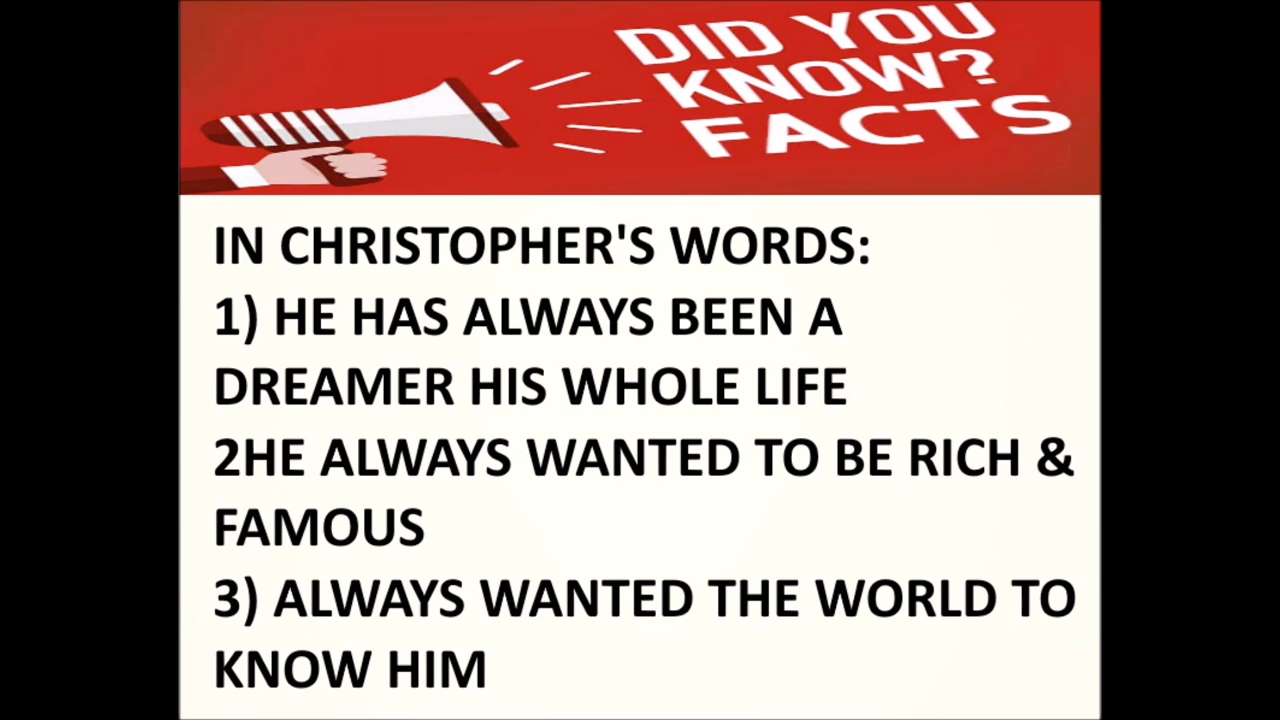 DID YOU
KNOW?
FACTS
IN CHRISTOPHER'S WORDS:
1) HE HAS ALWAYS BEEN A
DREAMER HIS WHOLE LIFE
2HE ALWAYS WANTED TO BE RICH &
FAMOUS
3) ALWAYS WANTED THE WORLD TO
KNOW HIM